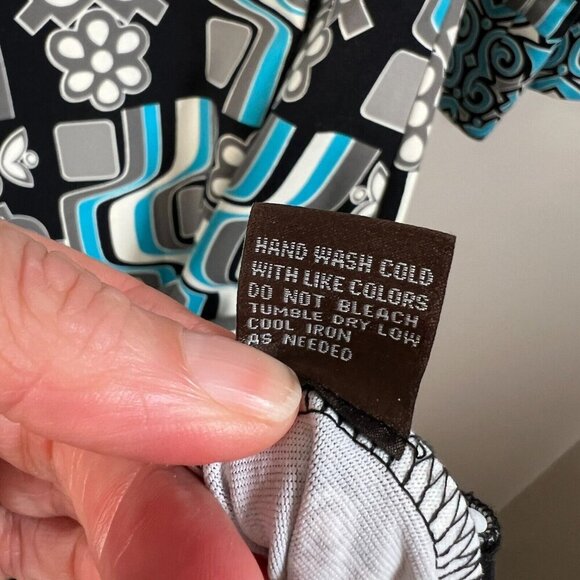 HAND WASH COLD
WITH LIKE COLORS
DO NOT BLEACH
TUMBLE DRY LOW
COOL IRON
AS NEEDED